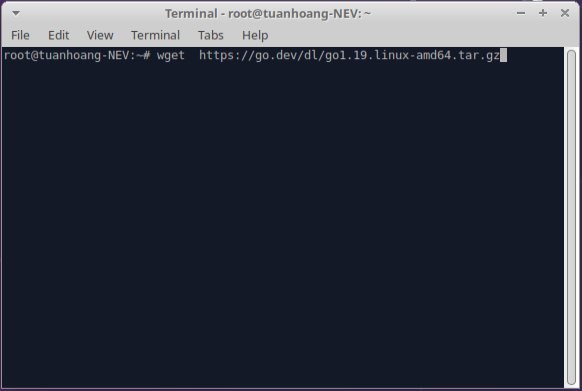 Terminal - root@tuanhoang-NEV: ~
File Edit View Terminal Tabs Help
root@tuanhoang-NEV:~# wget  https://go.dev/dl/go1.19.linux-amd64.tar.gz